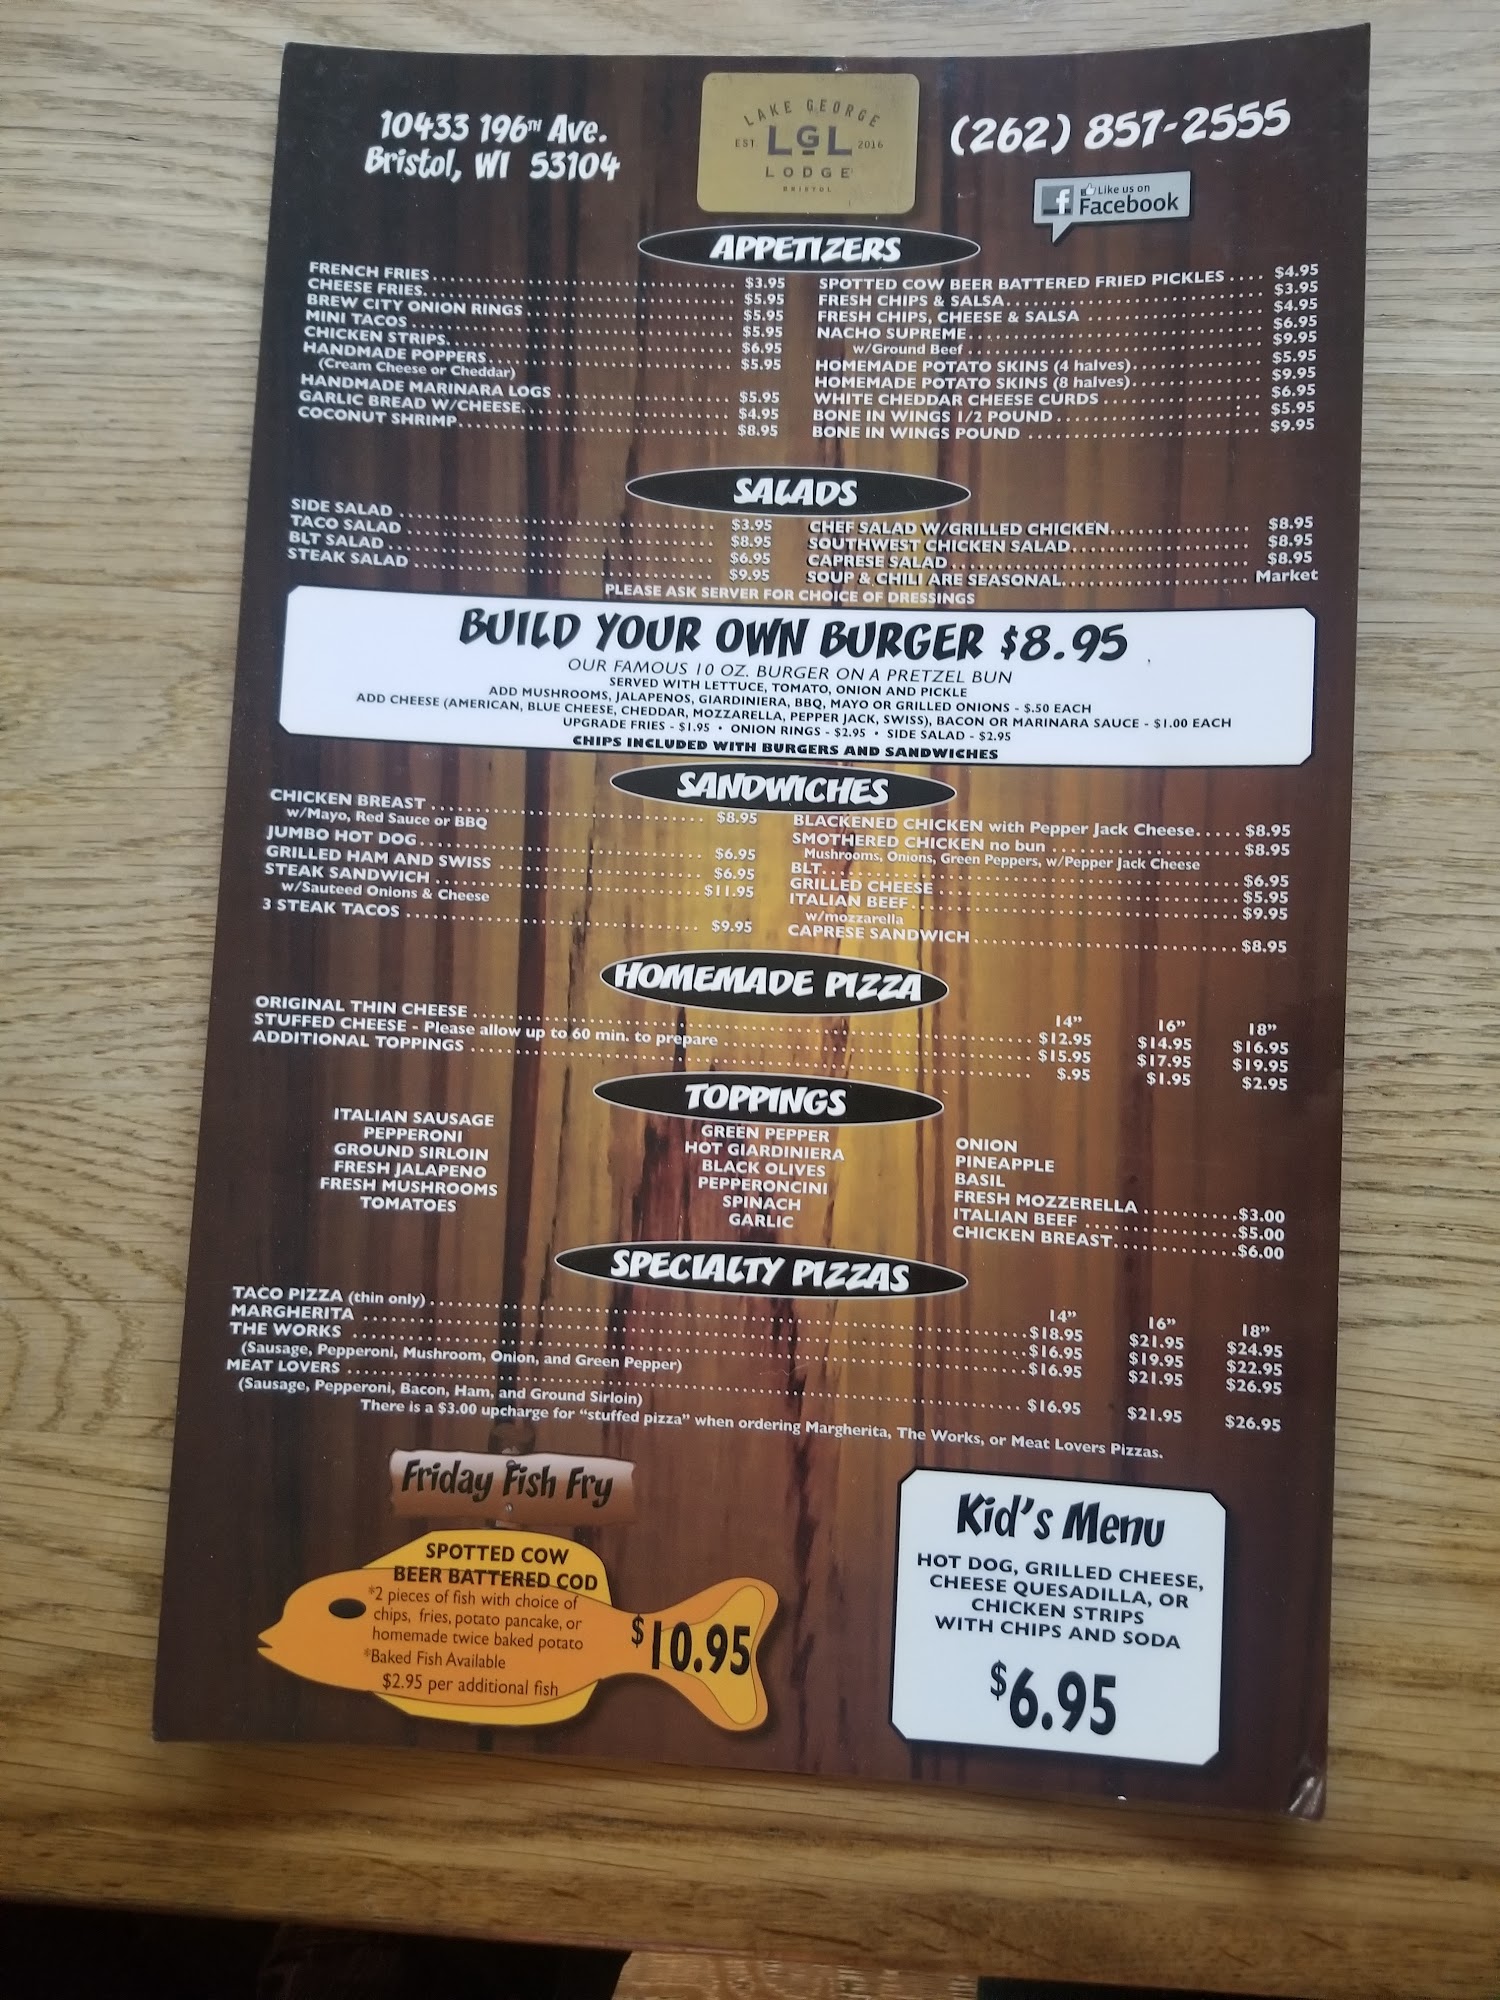 10433 196TH Ave.
Bristol, WI 53104
LAKE GEORGE
EST. LGL 2016
LODGE
BRISTOL
(262) 857-2555
Like us on
Facebook
APPETIZERS
FRENCH FRIES $3.95
CHEESE FRIES $5.95
BREW CITY ONION RINGS $5.95
MINI TACOS $5.95
CHICKEN STRIPS $6.95
HANDMADE POPPERS $5.95
(Cream Cheese or Cheddar)
HANDMADE MARINARA LOGS $5.95
GARLIC BREAD W/CHEESE $4.95
COCONUT SHRIMP $8.95
SPOTTED COW BEER BATTERED FRIED PICKLES $4.95
FRESH CHIPS & SALSA $3.95
FRESH CHIPS, CHEESE & SALSA $4.95
NACHO SUPREME $6.95
w/Ground Beef $9.95
HOMEMADE POTATO SKINS (4 halves) $5.95
HOMEMADE POTATO SKINS (8 halves) $9.95
WHITE CHEDDAR CHEESE CURDS $6.95
BONE IN WINGS 1/2 POUND $5.95
BONE IN WINGS POUND $9.95
SALADS
SIDE SALAD $3.95
TACO SALAD $8.95
BLT SALAD $6.95
STEAK SALAD $9.95
CHEF SALAD W/GRILLED CHICKEN $8.95
SOUTHWEST CHICKEN SALAD $8.95
CAPRESE SALAD $8.95
SOUP & CHILI ARE SEASONAL Market
PLEASE ASK SERVER FOR CHOICE OF DRESSINGS
BUILD YOUR OWN BURGER $8.95
OUR FAMOUS 10 OZ. BURGER ON A PRETZEL BUN
SERVED WITH LETTUCE, TOMATO, ONION AND PICKLE
ADD MUSHROOMS, JALAPENOS, GIARDINIERA, BBQ, MAYO OR GRILLED ONIONS - $.50 EACH
ADD CHEESE (AMERICAN, BLUE CHEESE, CHEDDAR, MOZZARELLA, PEPPER JACK, SWISS), BACON OR MARINARA SAUCE - $1.00 EACH
UPGRADE FRIES - $1.95 • ONION RINGS - $2.95 • SIDE SALAD - $2.95
CHIPS INCLUDED WITH BURGERS AND SANDWICHES
SANDWICHES
CHICKEN BREAST $8.95
w/Mayo, Red Sauce or BBQ
JUMBO HOT DOG $6.95
GRILLED HAM AND SWISS $6.95
STEAK SANDWICH $11.95
w/Sauteed Onions & Cheese
3 STEAK TACOS $9.95
BLACKENED CHICKEN with Pepper Jack Cheese $8.95
SMOTHERED CHICKEN no bun $8.95
Mushrooms, Onions, Green Peppers, w/Pepper Jack Cheese
BLT $6.95
GRILLED CHEESE $5.95
ITALIAN BEEF $9.95
w/mozzarella
CAPRESE SANDWICH $8.95
HOMEMADE PIZZA
14” 16” 18”
ORIGINAL THIN CHEESE $12.95 $14.95 $16.95
STUFFED CHEESE - Please allow up to 60 min. to prepare $15.95 $17.95 $19.95
ADDITIONAL TOPPINGS $.95 $1.95 $2.95
TOPPINGS
ITALIAN SAUSAGE
PEPPERONI
GROUND SIRLOIN
FRESH JALAPENO
FRESH MUSHROOMS
TOMATOES
GREEN PEPPER
HOT GIARDINIERA
BLACK OLIVES
PEPPERONCINI
SPINACH
GARLIC
ONION
PINEAPPLE
BASIL
FRESH MOZZERELLA $3.00
ITALIAN BEEF $5.00
CHICKEN BREAST $6.00
SPECIALTY PIZZAS
14” 16” 18”
TACO PIZZA (thin only) $18.95 $21.95 $24.95
MARGHERITA $16.95 $19.95 $22.95
THE WORKS $16.95 $21.95 $26.95
(Sausage, Pepperoni, Mushroom, Onion, and Green Pepper)
MEAT LOVERS $16.95 $21.95 $26.95
(Sausage, Pepperoni, Bacon, Ham, and Ground Sirloin)
There is a $3.00 upcharge for “stuffed pizza” when ordering Margherita, The Works, or Meat Lovers Pizzas.
Friday Fish Fry
SPOTTED COW
BEER BATTERED COD
*2 pieces of fish with choice of
chips, fries, potato pancake, or
homemade twice baked potato
*Baked Fish Available
$2.95 per additional fish
$10.95
Kid's Menu
HOT DOG, GRILLED CHEESE,
CHEESE QUESADILLA, OR
CHICKEN STRIPS
WITH CHIPS AND SODA
$6.95